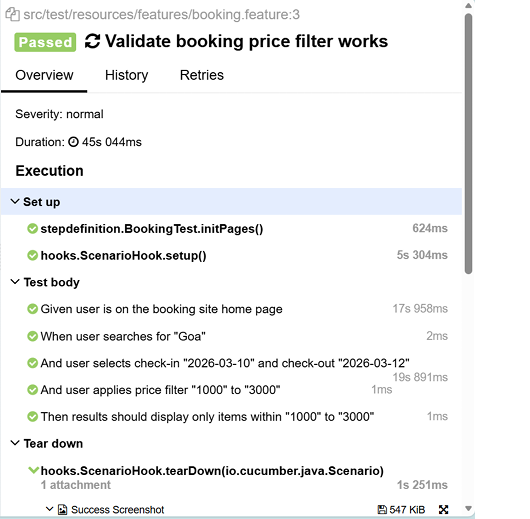 src/test/resources/features/booking.feature:3
Passed Validate booking price filter works
Overview History Retries
Severity: normal
Duration: 45s 044ms
Execution
Set up
stepdefinition.BookingTest.initPages() 624ms
hooks.ScenarioHook.setup() 5s 304ms
Test body
Given user is on the booking site home page 17s 958ms
When user searches for "Goa" 2ms
And user selects check-in "2026-03-10" and check-out "2026-03-12"
19s 891ms
And user applies price filter "1000" to "3000" 1ms
Then results should display only items within "1000" to "3000" 1ms
Tear down
hooks.ScenarioHook.tearDown(io.cucumber.java.Scenario)
1 attachment 1s 251ms
Success Screenshot 547 KiB